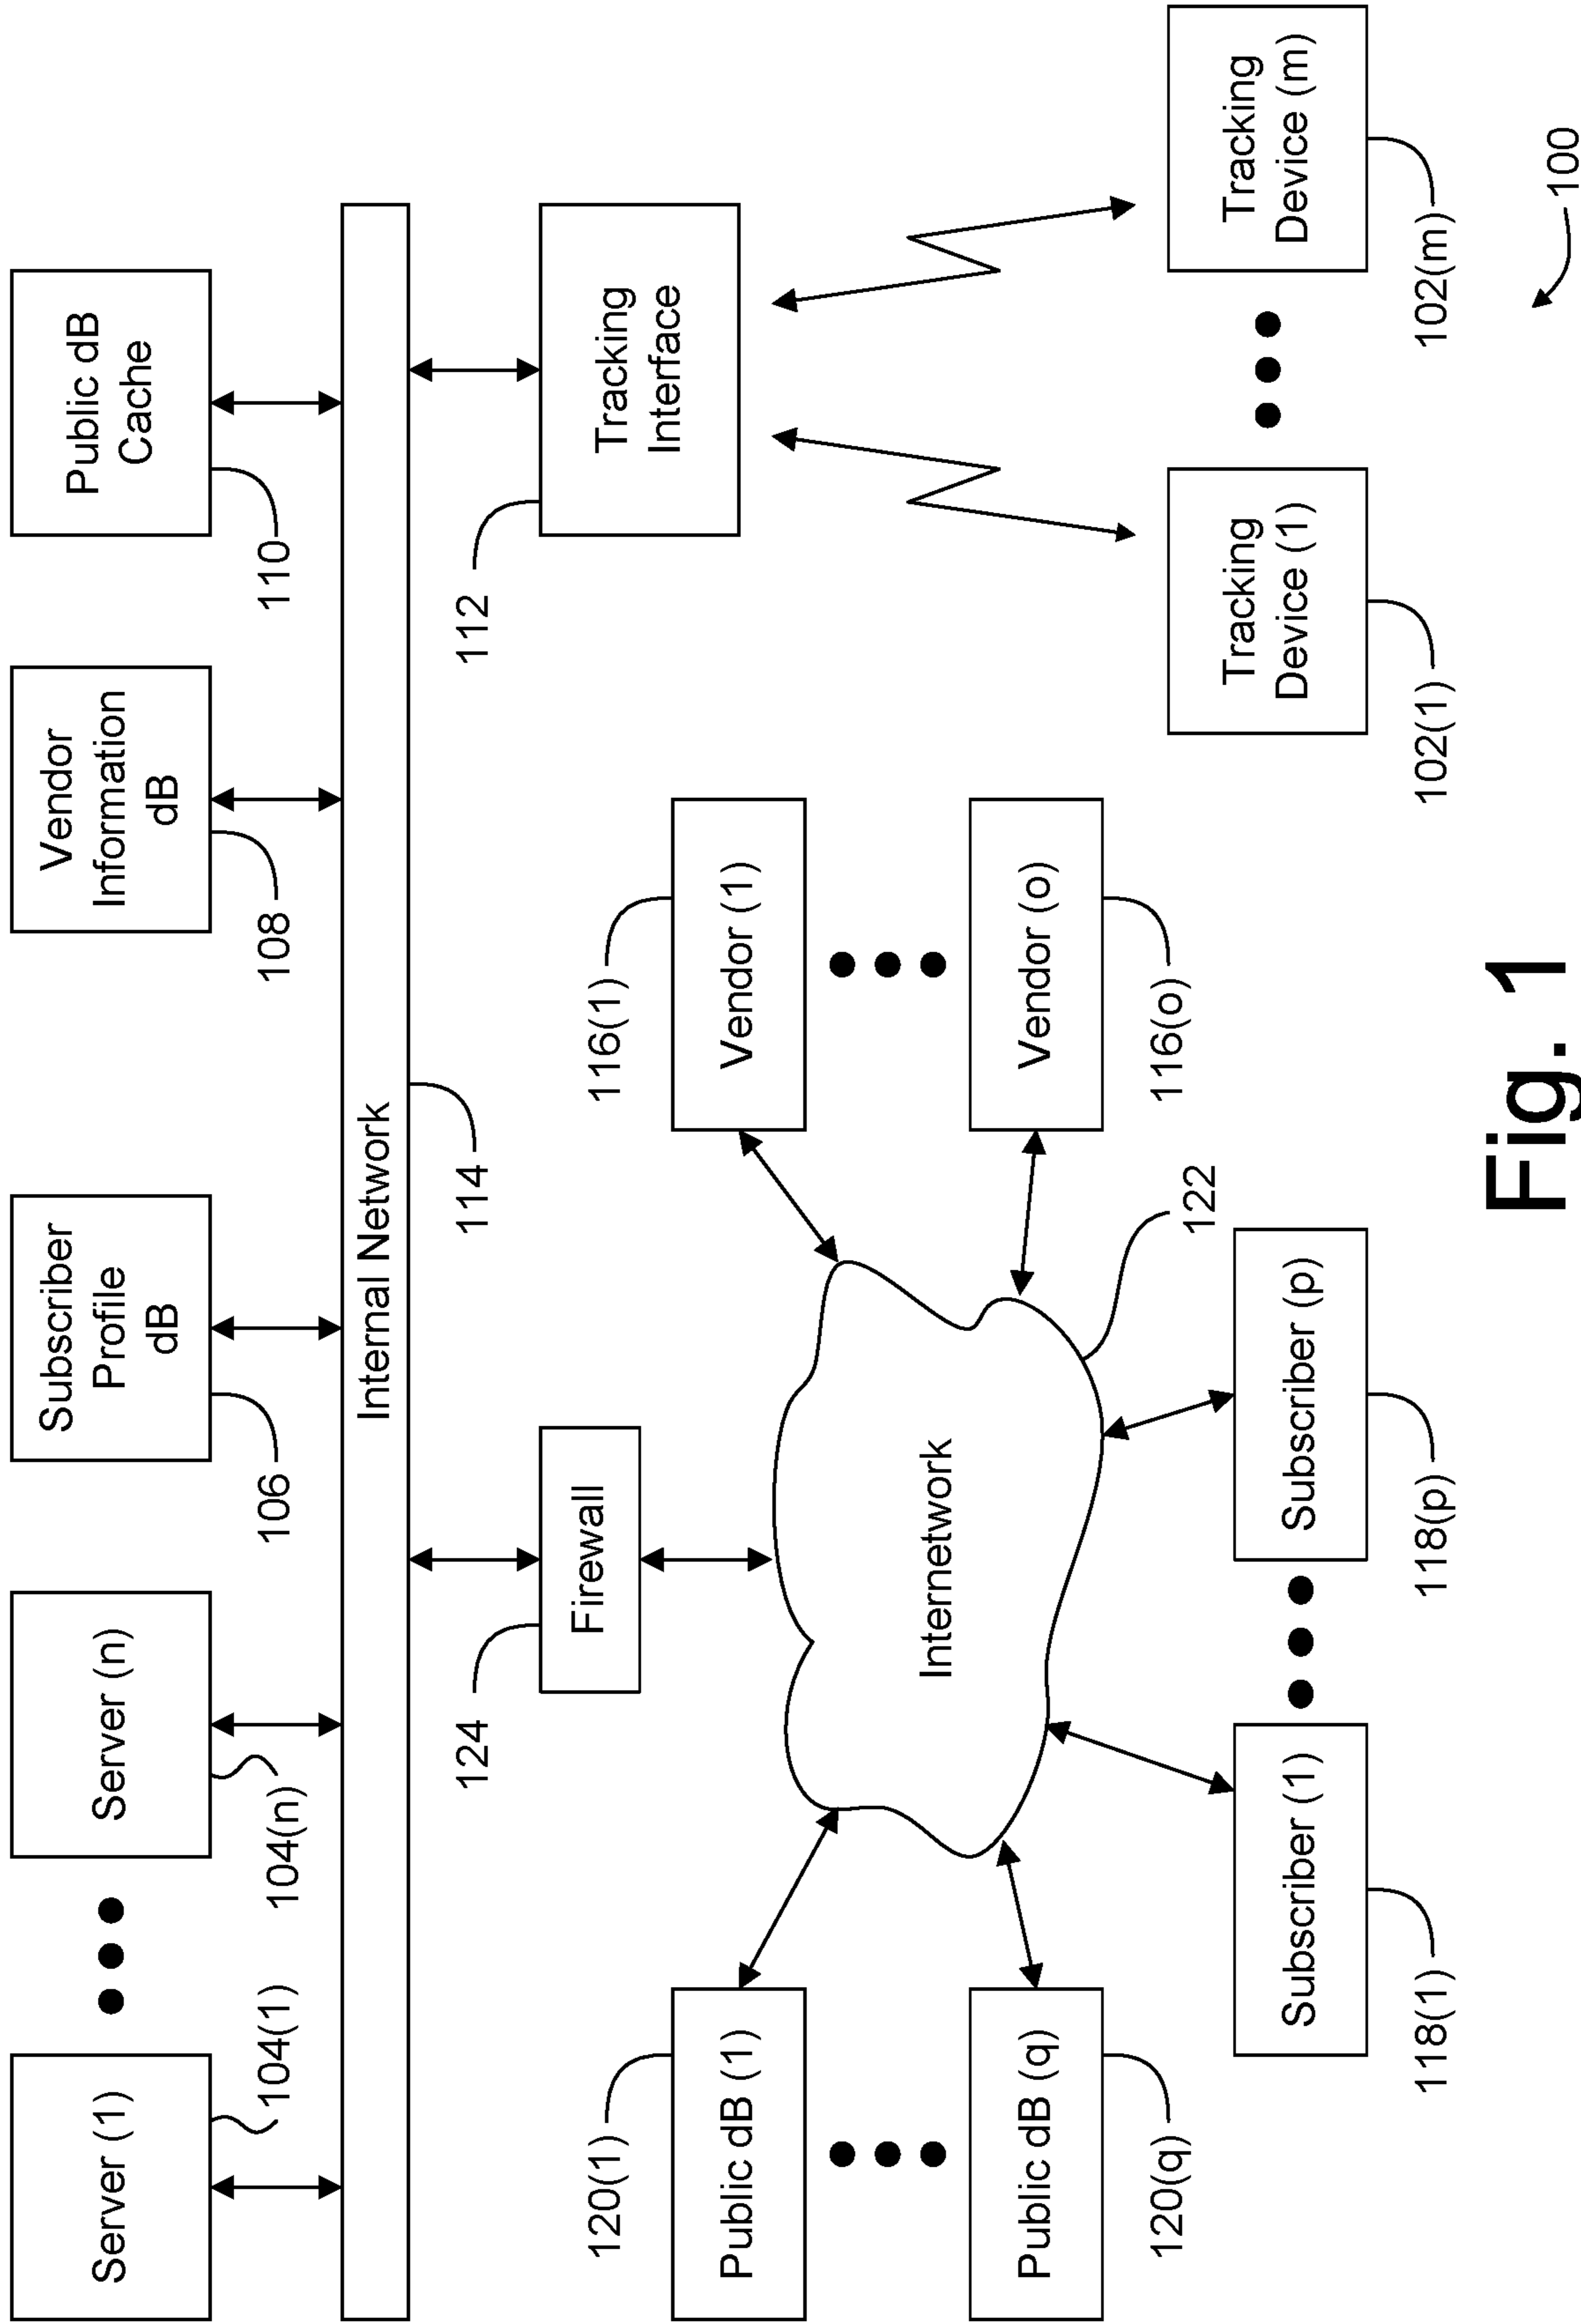 Server (1)
104(1)
Server (n)
104(n)
Subscriber
Profile
dB
106
Vendor
Information
dB
108
Public dB
Cache
110
Internal Network
114
Firewall
124
Tracking
Interface
112
Public dB (1)
120(1)
Public dB (q)
120(q)
Internetwork
122
Vendor (1)
116(1)
Vendor (o)
116(o)
Subscriber (1)
118(1)
Subscriber (p)
118(p)
Tracking
Device (1)
102(1)
Tracking
Device (m)
102(m)
100
Fig. 1